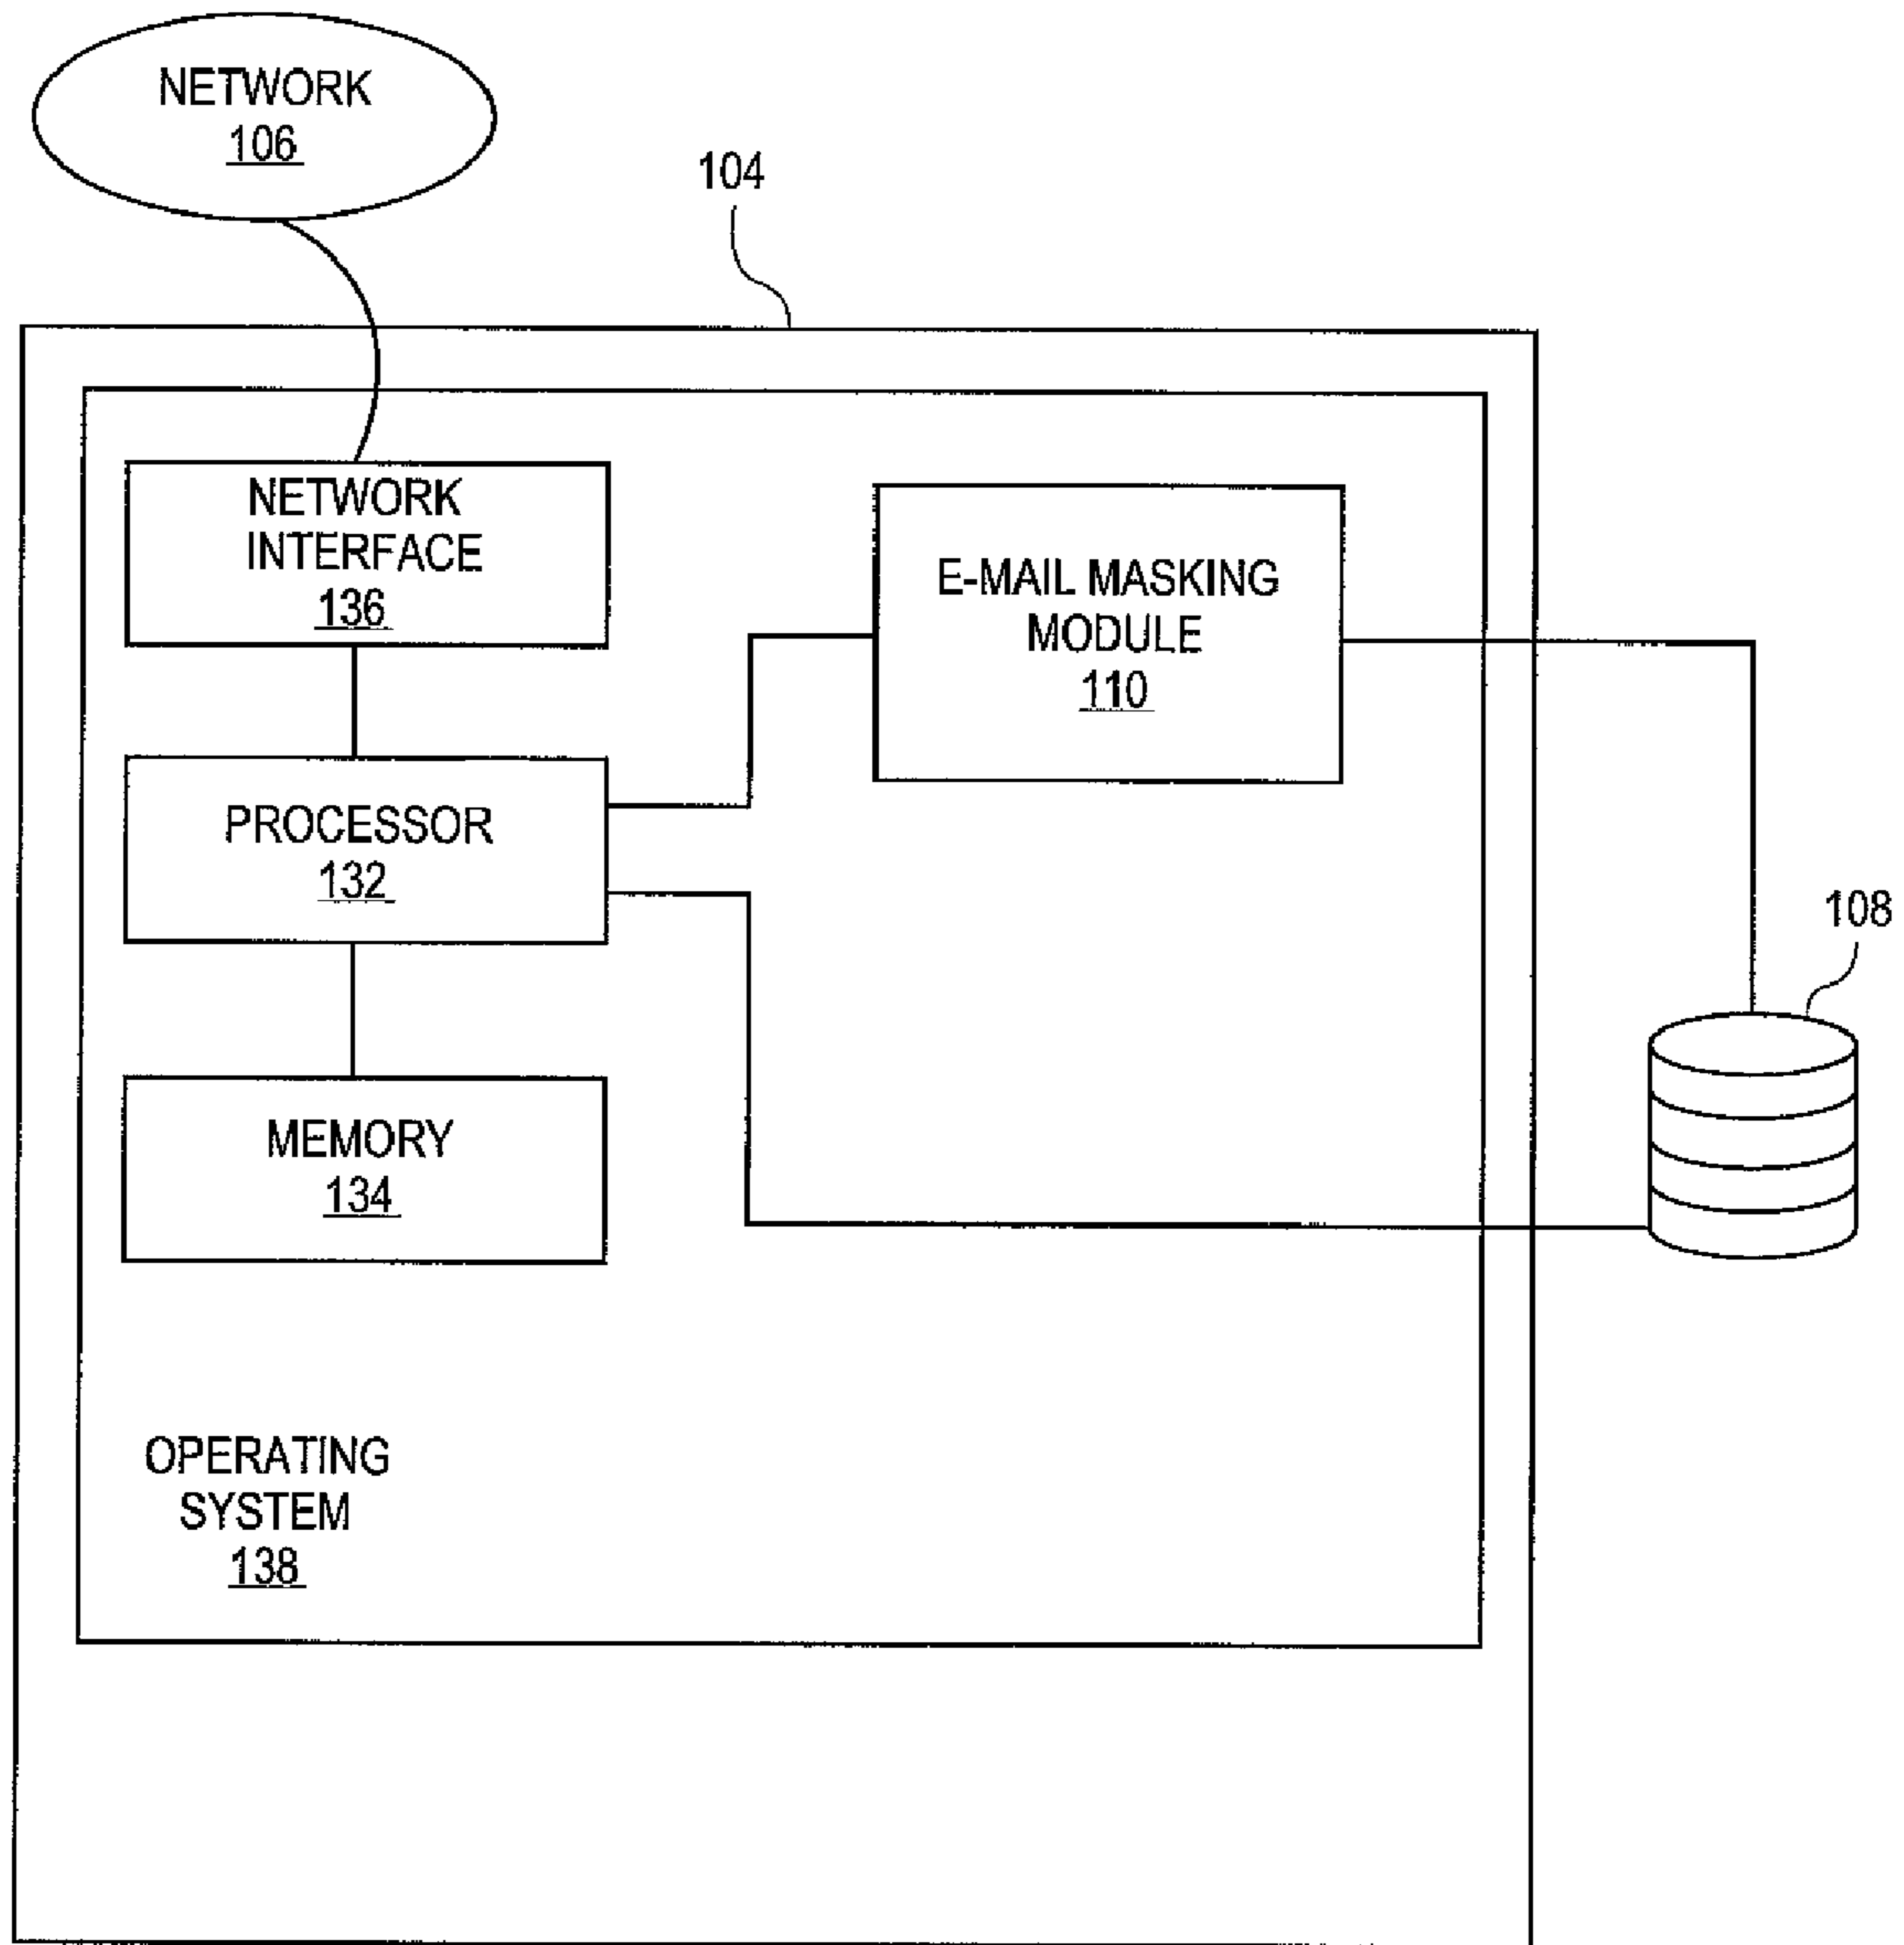 NETWORK
106
104
NETWORK
INTERFACE
136
E-MAIL MASKING
MODULE
110
PROCESSOR
132
108
MEMORY
134
OPERATING
SYSTEM
138